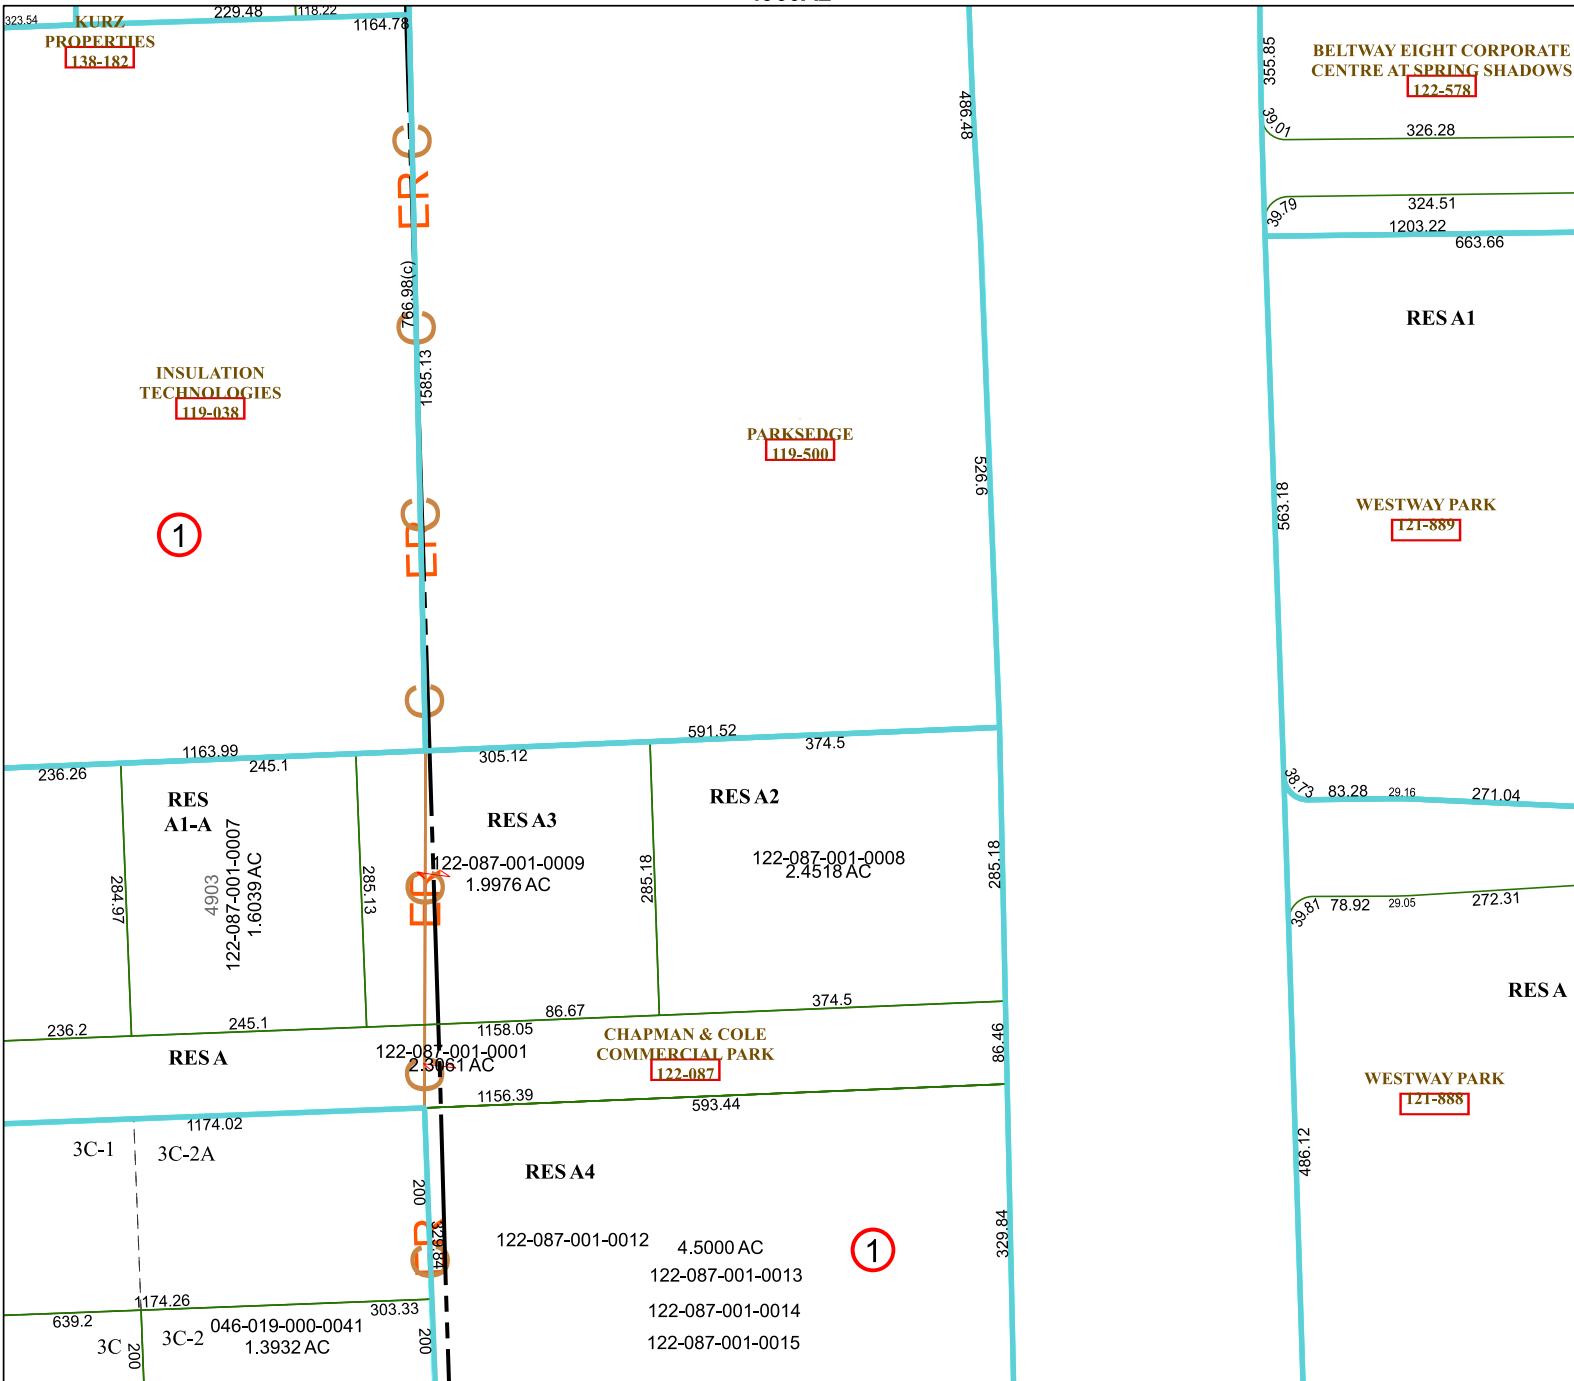 323.54
KURZ
PROPERTIES
138-182
229.48
118.22
1164.78
486.48
355.85
BELTWAY EIGHT CORPORATE
CENTRE AT SPRING SHADOWS
122-578
39.01
326.28
C
ER
39.79
324.51
1203.22
663.66
766.98(c)
C
1585.13
RES A1
INSULATION
TECHNOLOGIES
119-038
PARKSEDGE
119-500
526.6
563.18
WESTWAY PARK
121-889
1
C
ER
C
1163.99
236.26
245.1
305.12
591.52
374.5
38.73
83.28
29.16
271.04
RES
A1-A
RES A3
RES A2
4903
122-087-001-0007
1.6039 AC
284.97
285.13
122-087-001-0009
1.9976 AC
285.18
122-087-001-0008
2.4518 AC
285.18
C
ER
39.81
78.92
29.05
272.31
RES A
236.2
245.1
86.67
374.5
1158.05
RES A
122-087-001-0001
2.3061 AC
C
CHAPMAN & COLE
COMMERCIAL PARK
122-087
86.46
WESTWAY PARK
121-888
1156.39
593.44
1174.02
3C-1
3C-2A
200
RES A4
486.12
329.84
ER
C
329.84
122-087-001-0012
4.5000 AC
1
122-087-001-0013
122-087-001-0014
122-087-001-0015
1174.26
639.2
303.33
3C
200
3C-2
046-019-000-0041
1.3932 AC
200